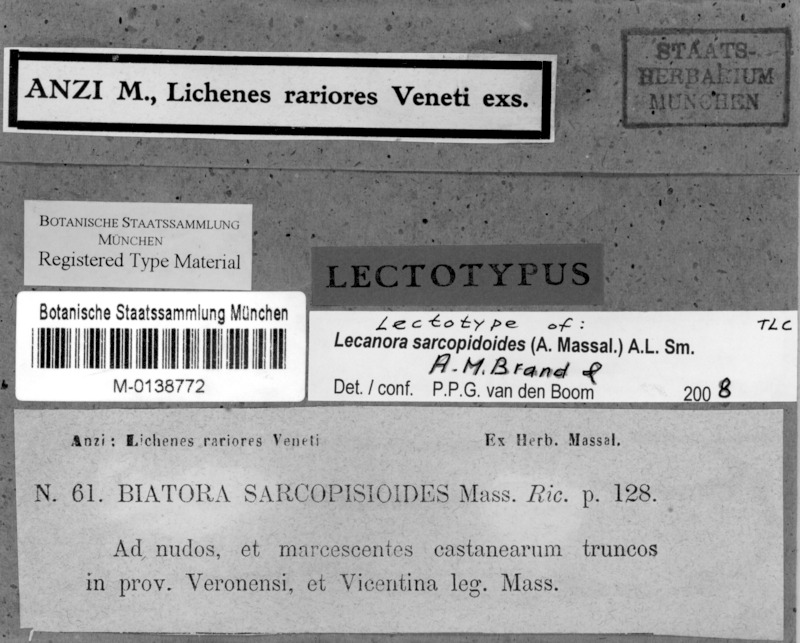 ANZI M., Lichenes rariores Veneti exs.
STAATS-
HERBARIUM
MÜNCHEN
BOTANISCHE STAATSSAMMLUNG
MÜNCHEN
Registered Type Material
LECTOTYPUS
Botanische Staatssammlung München
M-0138772
Lectotype of: TLC
Lecanora sarcopidoides (A. Massal.) A.L. Sm.
A.M. Brand &
Det. / conf. P.P.G. van den Boom 2008
Anzi: Lichenes rariores Veneti Ex Herb. Massal.
N. 61. BIATORA SARCOPISIOIDES Mass. Ric. p. 128.
Ad nudos, et marcescentes castanearum truncos
in prov. Veronensi, et Vicentina leg. Mass.